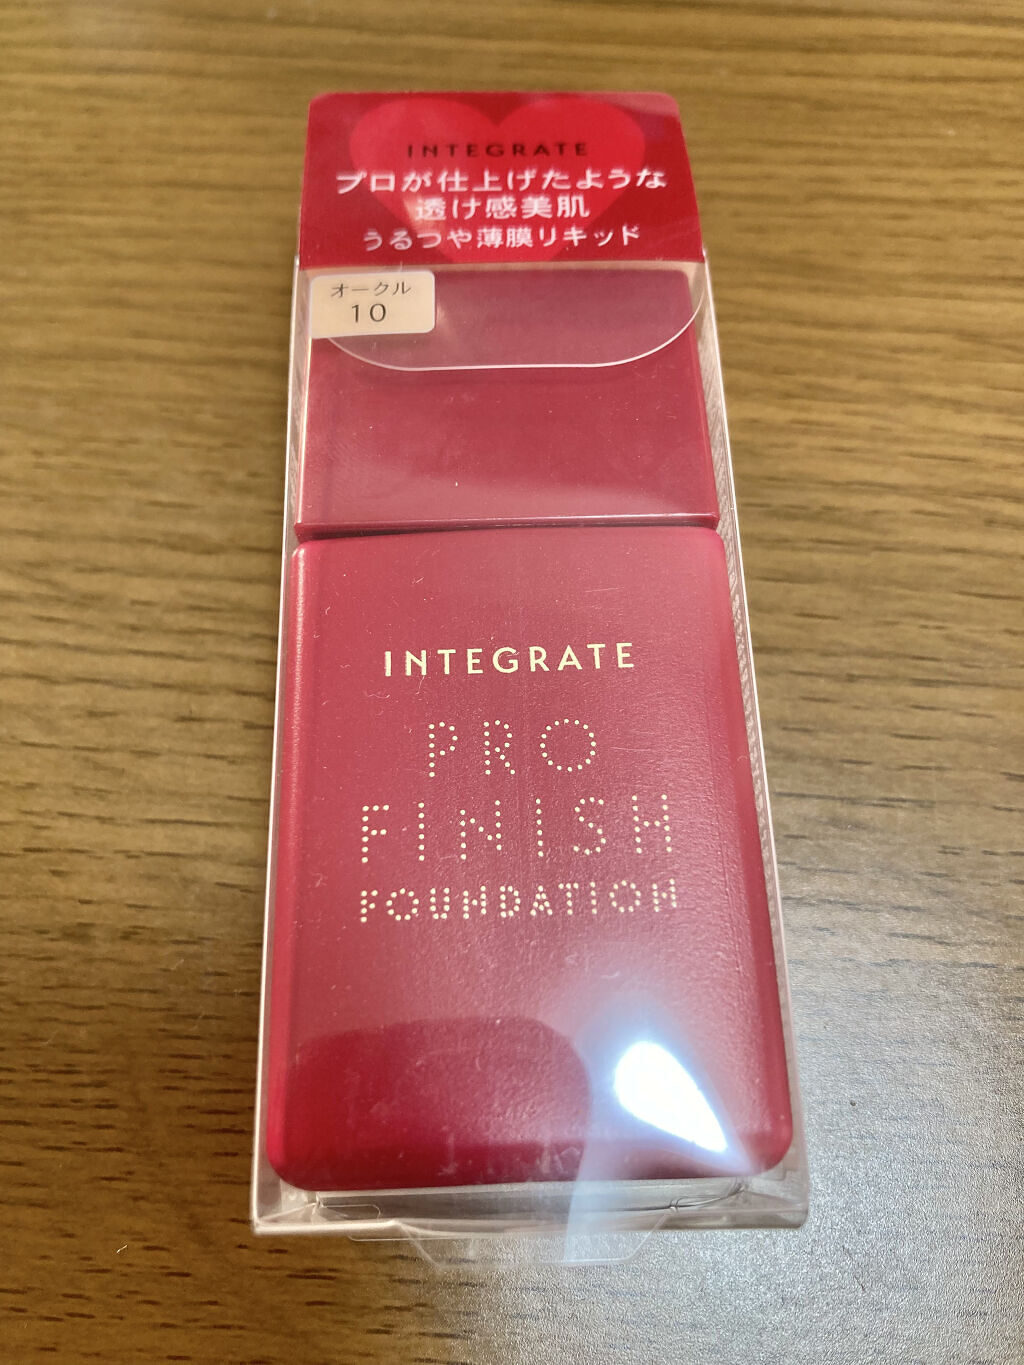 INTEGRATE
プロが仕上げたような
透け感美肌
うるつや薄膜リキッド
オークル
10
INTEGRATE
PRO
FINISH
FOUNDATION